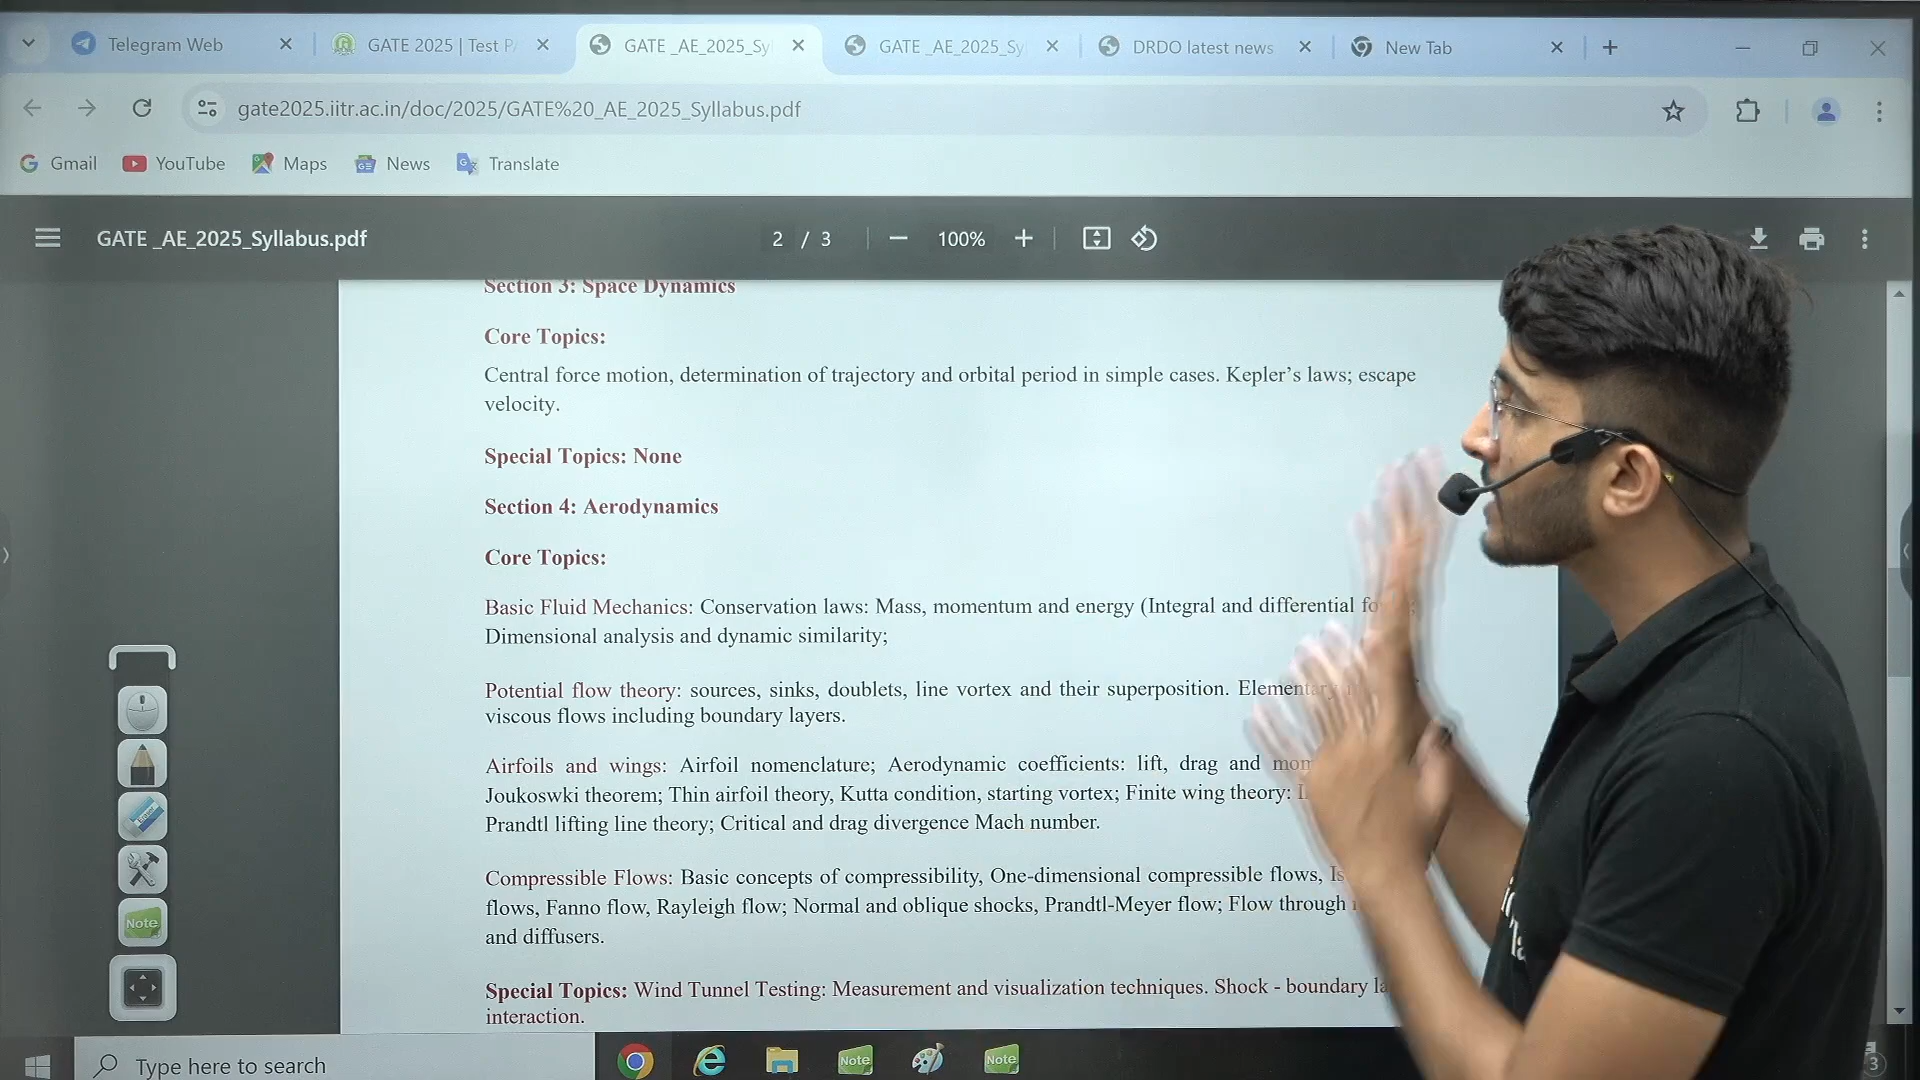 Telegram Web
GATE 2025 | Test P
GATE _AE_2025_Sy
GATE _AE_2025_Sy
DRDO latest news
New Tab
gate2025.iitr.ac.in/doc/2025/GATE%20_AE_2025_Syllabus.pdf
Gmail
YouTube
Maps
News
Translate
GATE _AE_2025_Syllabus.pdf
2 / 3
100%
Section 3: Space Dynamics
Core Topics:
Central force motion, determination of trajectory and orbital period in simple cases. Kepler’s laws; escape
velocity.
Special Topics: None
Section 4: Aerodynamics
Core Topics:
Basic Fluid Mechanics: Conservation laws: Mass, momentum and energy (Integral and differential
Dimensional analysis and dynamic similarity;
Potential flow theory: sources, sinks, doublets, line vortex and their superposition. Elementary
viscous flows including boundary layers.
Airfoils and wings: Airfoil nomenclature; Aerodynamic coefficients: lift, drag and
Joukoswki theorem; Thin airfoil theory, Kutta condition, starting vortex; Finite wing theory:
Prandtl lifting line theory; Critical and drag divergence Mach number.
Compressible Flows: Basic concepts of compressibility, One-dimensional compressible flows,
flows, Fanno flow, Rayleigh flow; Normal and oblique shocks, Prandtl-Meyer flow; Flow through
and diffusers.
Special Topics: Wind Tunnel Testing: Measurement and visualization techniques. Shock - boundary
interaction.
Note
Type here to search
Note
Note
3